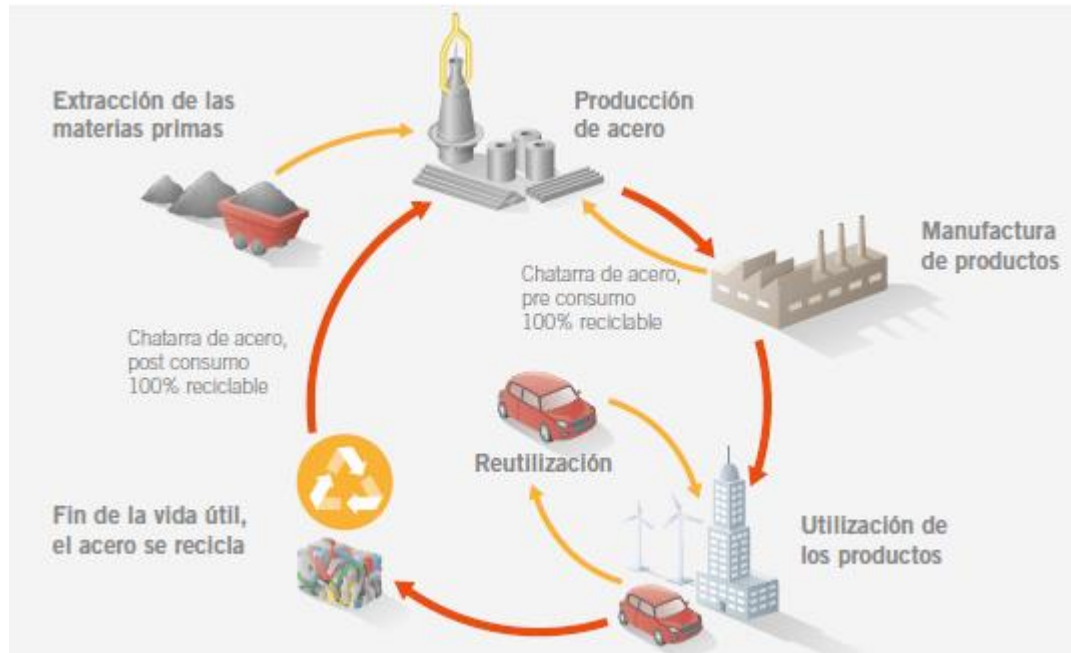 Extracción de las
materias primas
Producción
de acero
Manufactura
de productos
Chatarra de acero,
pre consumo
100% reciclable
Chatarra de acero,
post consumo
100% reciclable
Reutilización
Fin de la vida útil,
el acero se recicla
Utilización de
los productos